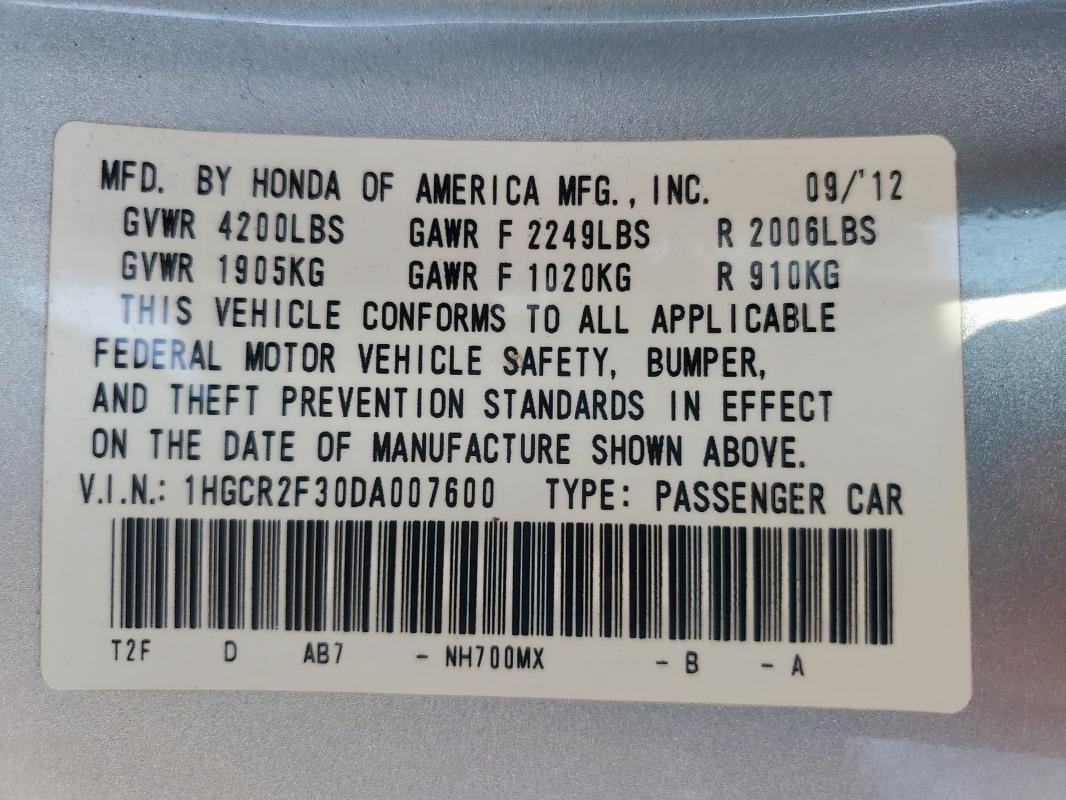 MFD. BY HONDA OF AMERICA MFG., INC. 09/'12
GVWR 4200LBS GAWR F 2249LBS R 2006LBS
GVWR 1905KG GAWR F 1020KG R 910KG
THIS VEHICLE CONFORMS TO ALL APPLICABLE
FEDERAL MOTOR VEHICLE SAFETY, BUMPER,
AND THEFT PREVENTION STANDARDS IN EFFECT
ON THE DATE OF MANUFACTURE SHOWN ABOVE.
V.I.N.: 1HGCR2F30DA007600 TYPE: PASSENGER CAR
T2F D AB7 - NH700MX - B - A